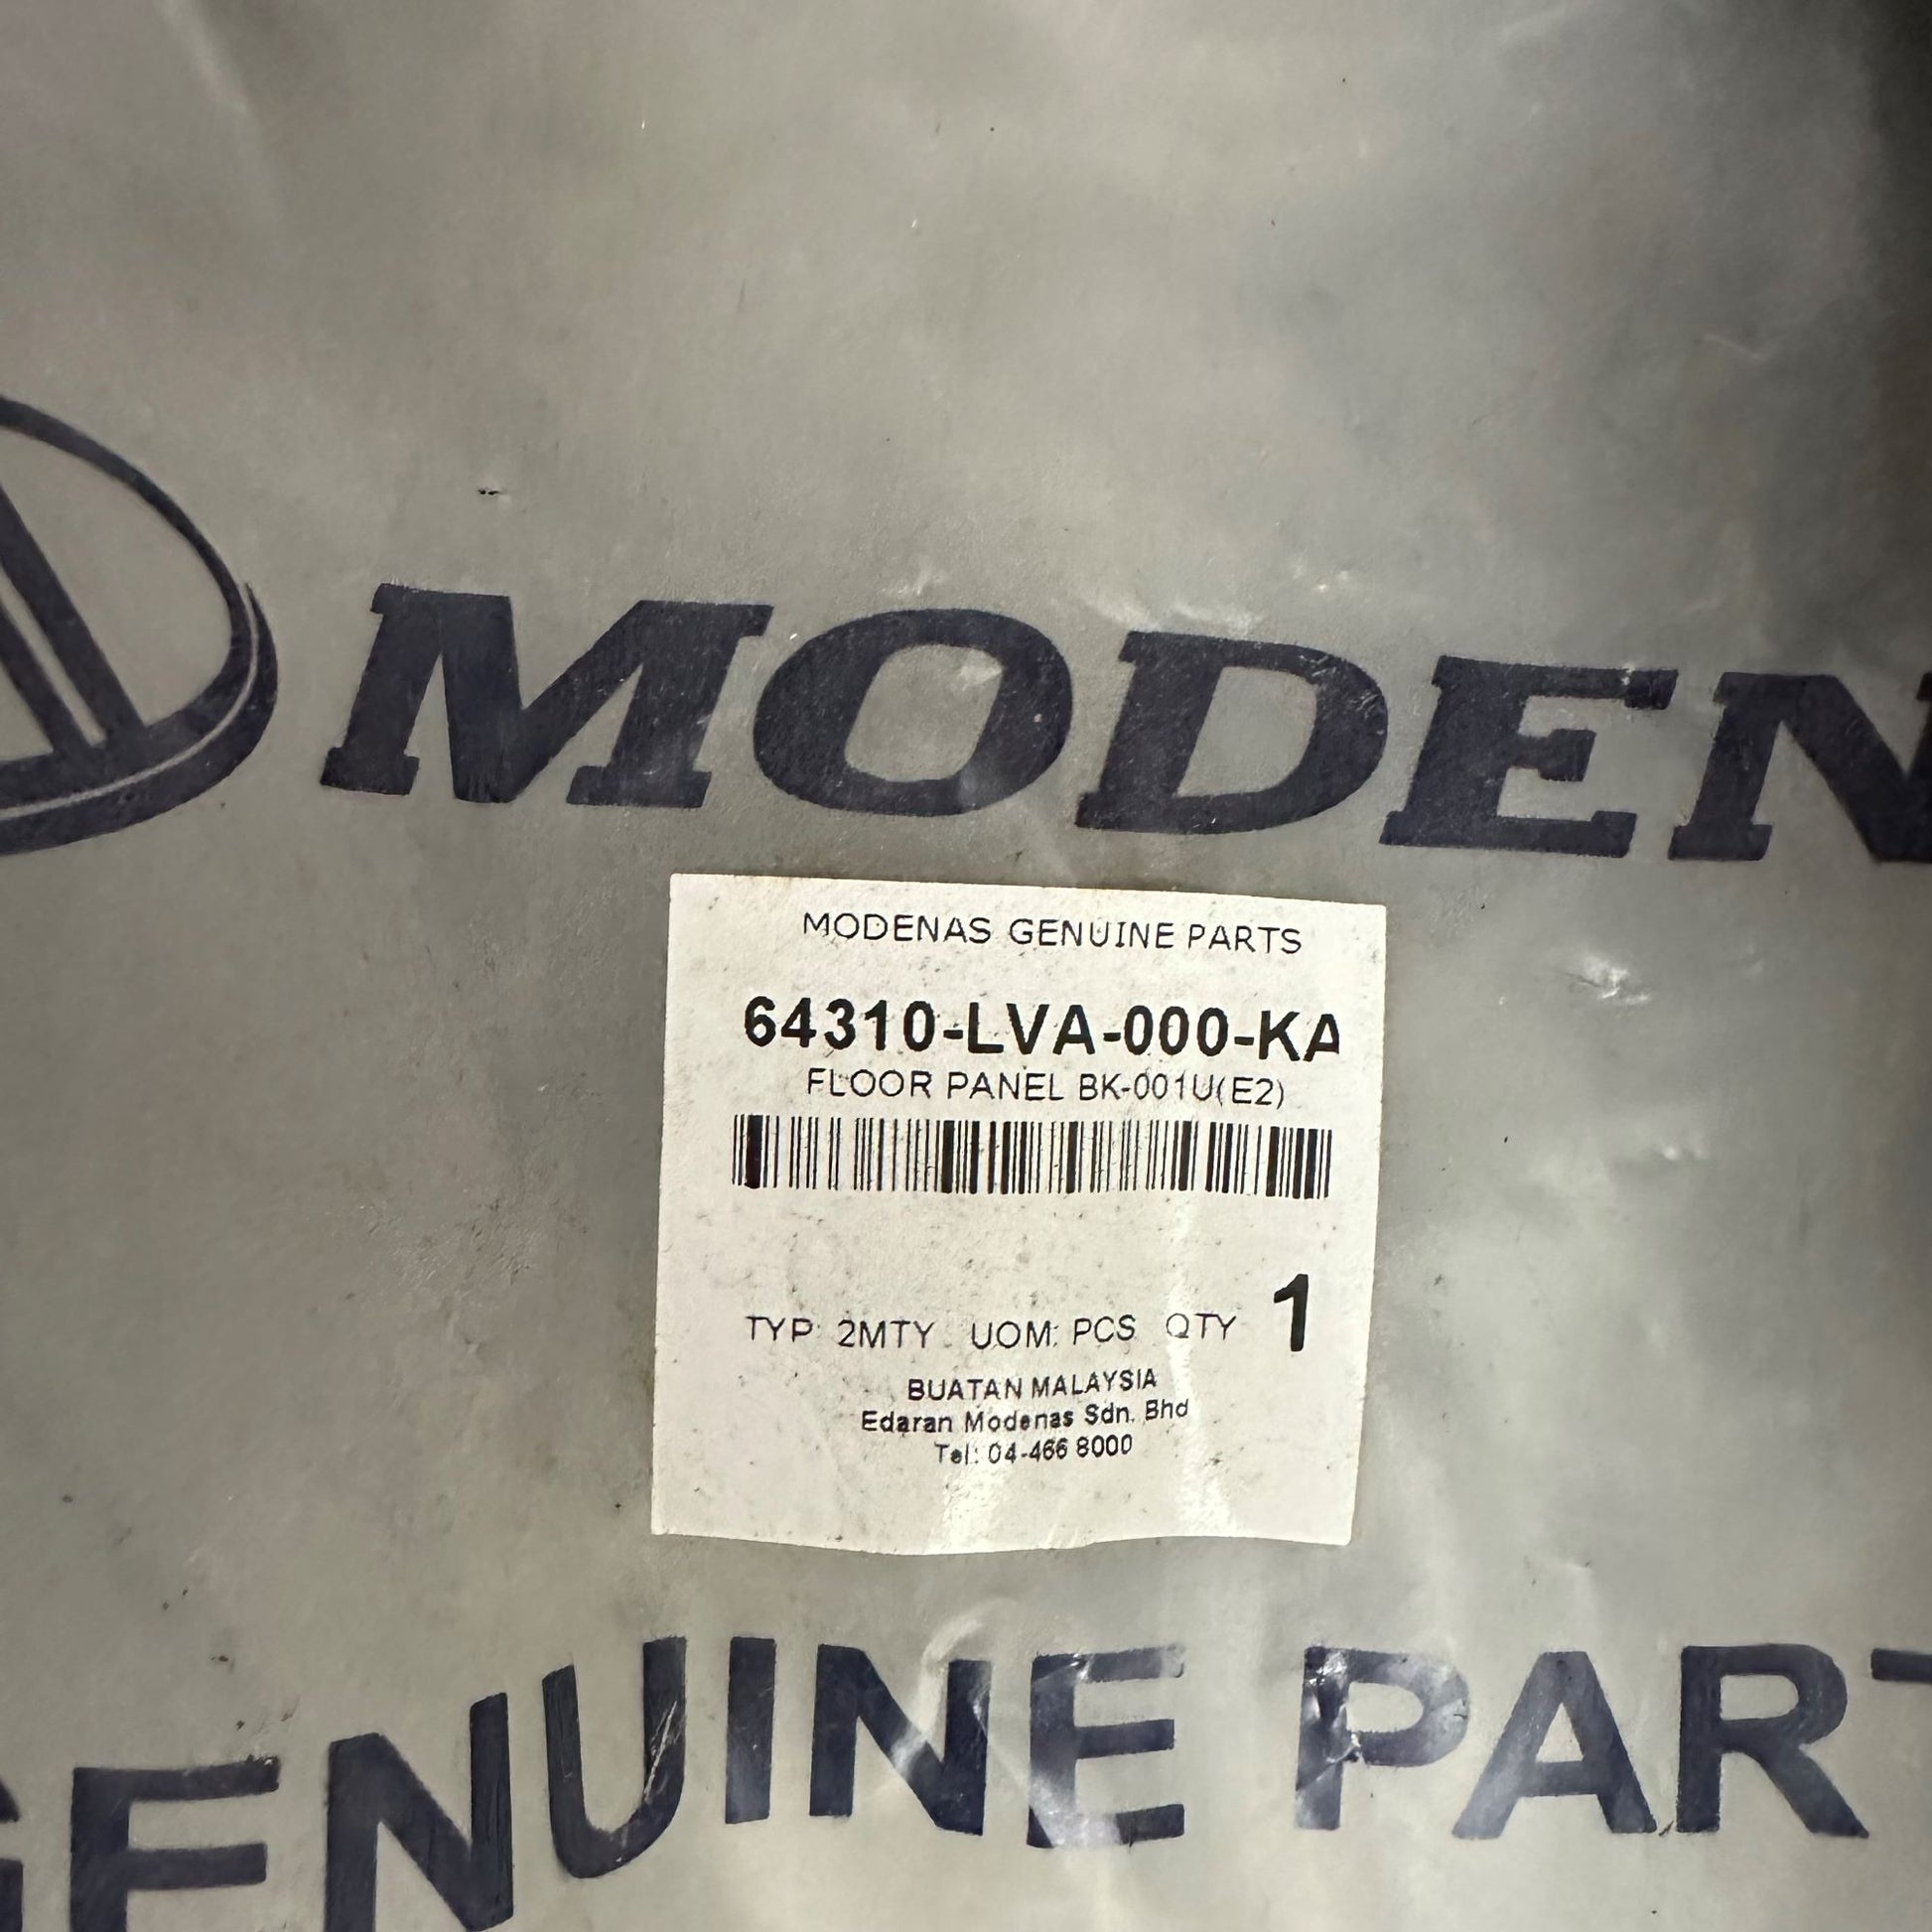 MODEN
MODENAS GENUINE PARTS
64310-LVA-000-KA
FLOOR PANEL BK-001U(E2)
TYP: 2MTY UOM: PCS QTY 1
BUATAN MALAYSIA
Edaran Modenas Sdn. Bhd
Tel: 04-466 8000
GENUINE PART